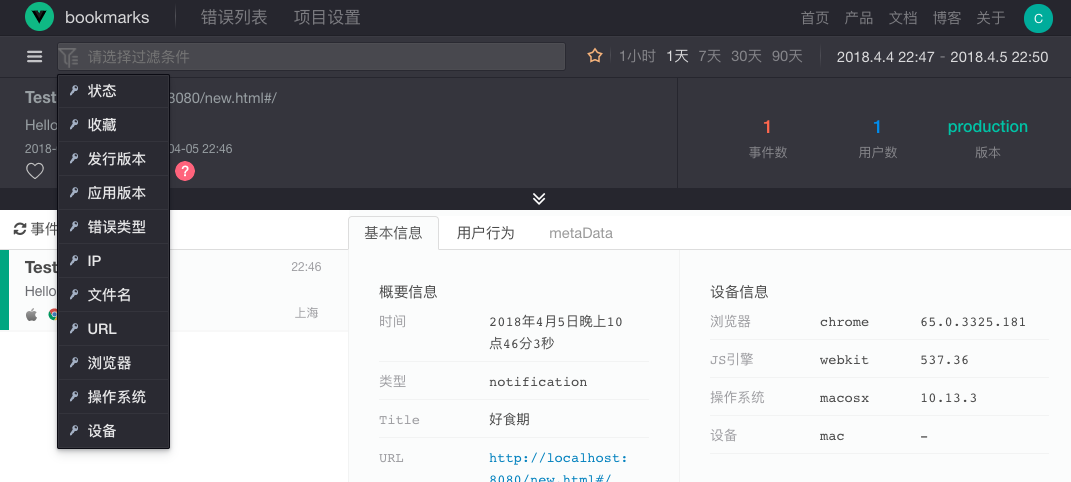 bookmarks 错误列表 项目设置 首页 产品 文档 博客 关于 C
请选择过滤条件 1小时 1天 7天 30天 90天 2018.4.4 22:47 - 2018.4.5 22:50
状态
收藏
发行版本
应用版本
错误类型
IP
文件名
URL
浏览器
操作系统
设备
Test 8080/new.html#/
Hello
2018- 04-05 22:46
?
1 1 production
事件数 用户数 版本
事件
Test 22:46
Hello
上海
基本信息 用户行为 metaData
概要信息
时间 2018年4月5日晚上10
点46分3秒
类型 notification
Title 好食期
URL http://localhost:
8080/new.html#/
设备信息
浏览器 chrome 65.0.3325.181
JS引擎 webkit 537.36
操作系统 macosx 10.13.3
设备 mac -